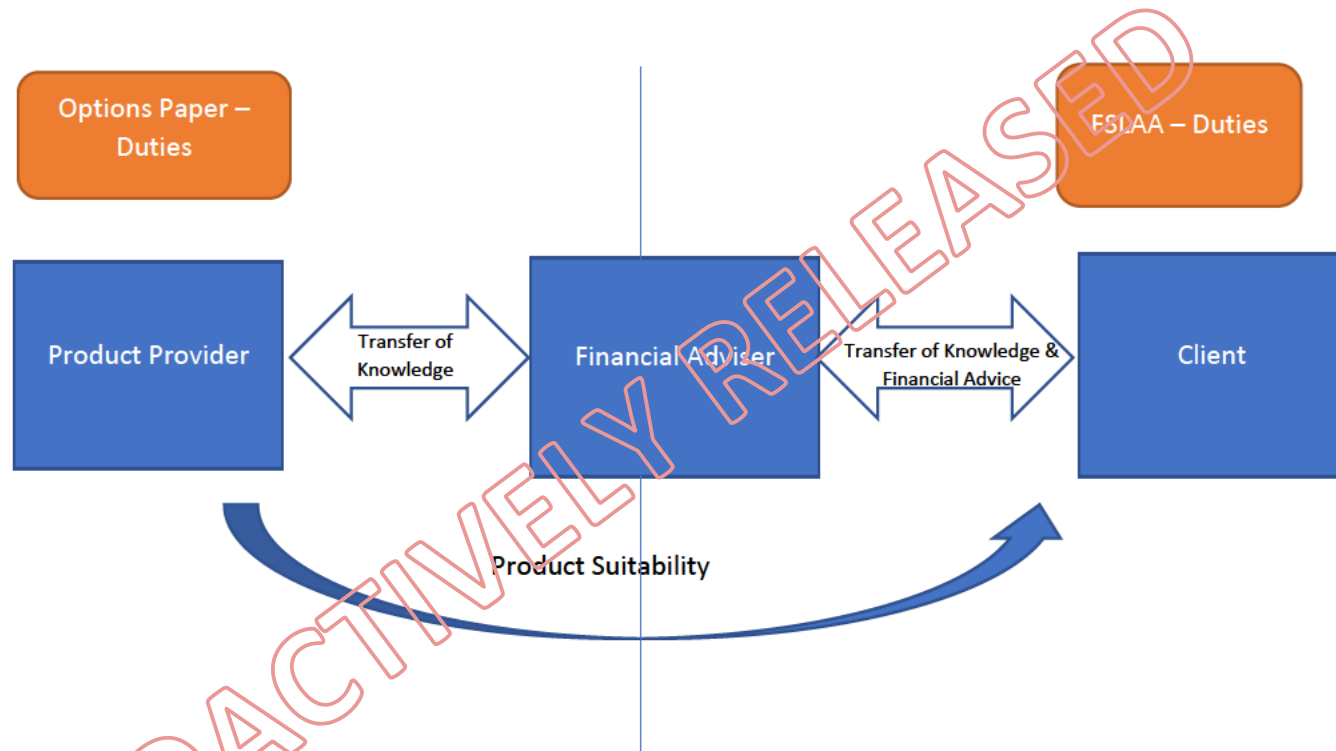 Options Paper –
Duties
FSLAA – Duties
Product Provider
Transfer of
Knowledge
Financial Adviser
Transfer of Knowledge &
Financial Advice
Client
Product Suitability
ROACTIVELY RELEASED